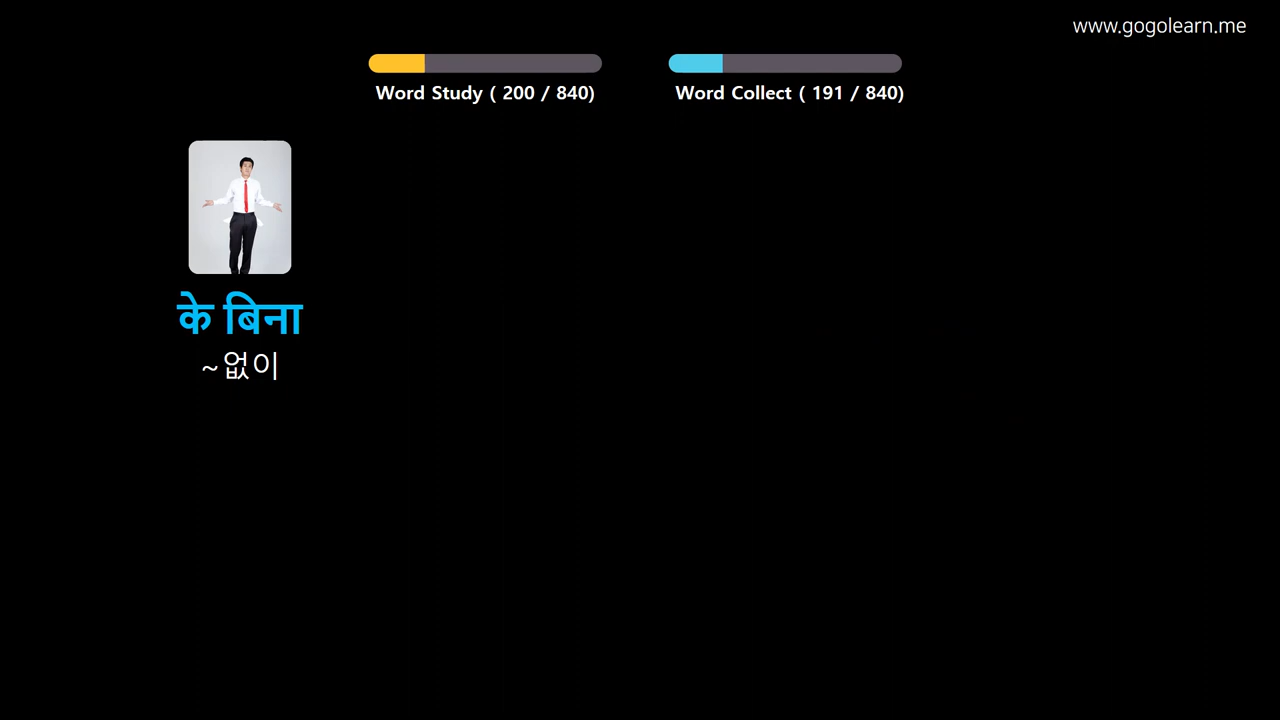 www.gogolearn.me
Word Study ( 200 / 840)
Word Collect ( 191 / 840)
के बिना
~없이